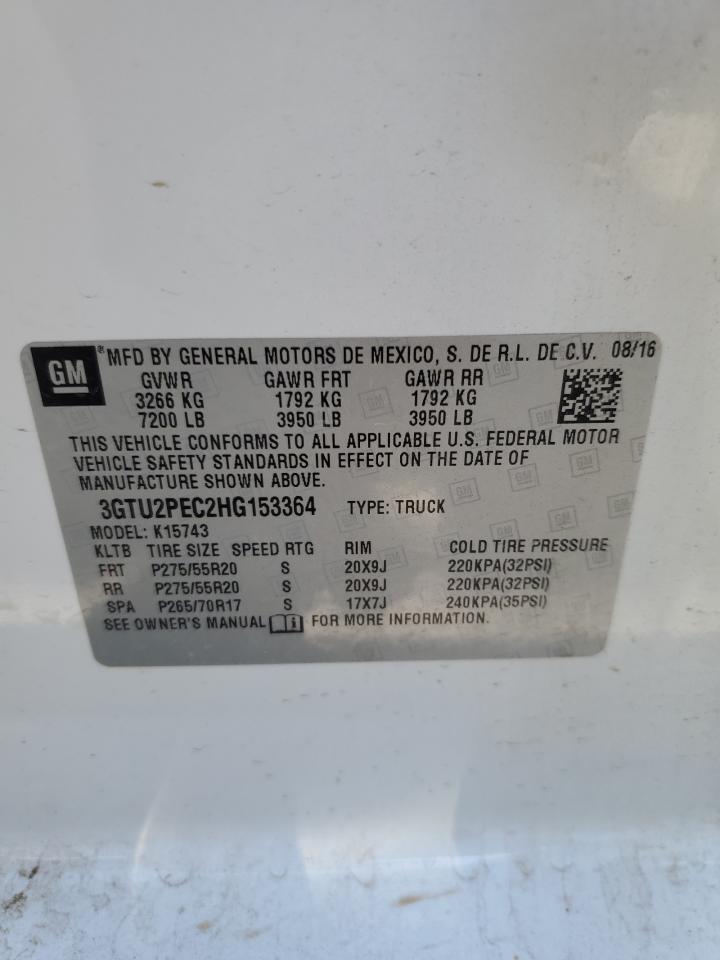 GM ® MFD BY GENERAL MOTORS DE MEXICO, S. DE R.L. DE C.V. 08/16
GVWR GAWR FRT GAWR RR
3266 KG 1792 KG 1792 KG
7200 LB 3950 LB 3950 LB
THIS VEHICLE CONFORMS TO ALL APPLICABLE U.S. FEDERAL MOTOR
VEHICLE SAFETY STANDARDS IN EFFECT ON THE DATE OF
MANUFACTURE SHOWN ABOVE.
3GTU2PEC2HG153364 TYPE: TRUCK
MODEL: K15743
KLTB TIRE SIZE SPEED RTG RIM COLD TIRE PRESSURE
FRT P275/55R20 S 20X9J 220KPA(32PSI)
RR P275/55R20 S 20X9J 220KPA(32PSI)
SPA P265/70R17 S 17X7J 240KPA(35PSI)
SEE OWNER'S MANUAL FOR MORE INFORMATION.